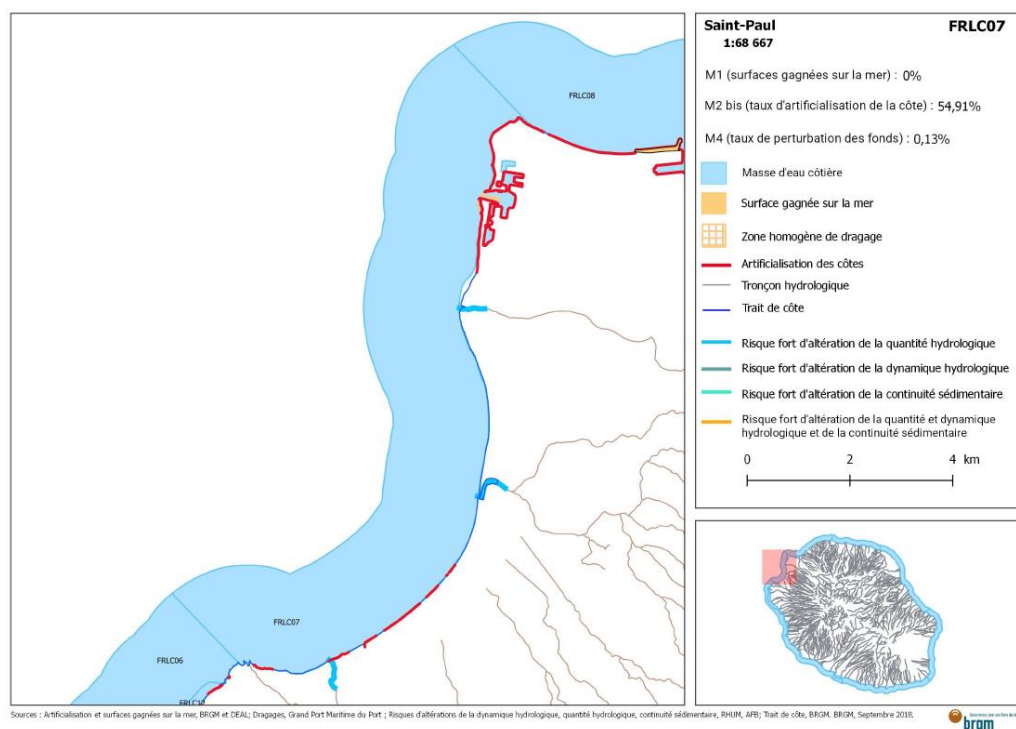 Saint-Paul FRLC07
1:68 667
M1 (surfaces gagnées sur la mer) : 0%
M2 bis (taux d'artificialisation de la côte) : 54,91%
M4 (taux de perturbation des fonds) : 0,13%
Masse d'eau côtière
Surface gagnée sur la mer
Zone homogène de dragage
Artificialisation des côtes
Tronçon hydrologique
Trait de côte
Risque fort d'altération de la quantité hydrologique
Risque fort d'altération de la dynamique hydrologique
Risque fort d'altération de la continuité sédimentaire
Risque fort d'altération de la quantité et dynamique
hydrologique et de la continuité sédimentaire
0 2 4 km
FRLC08
FRLC07
FRLC06
Sources : Artificialisation et surfaces gagnées sur la mer, BRGM et DEAL; Dragages, Grand Port Maritime du Port ; Risques d'altérations de la dynamique hydrologique, quantité hydrologique, continuité sédimentaire, RHUM, AFB; Trait de côte, BRGM. BRGM, Septembre 2018.
brgm